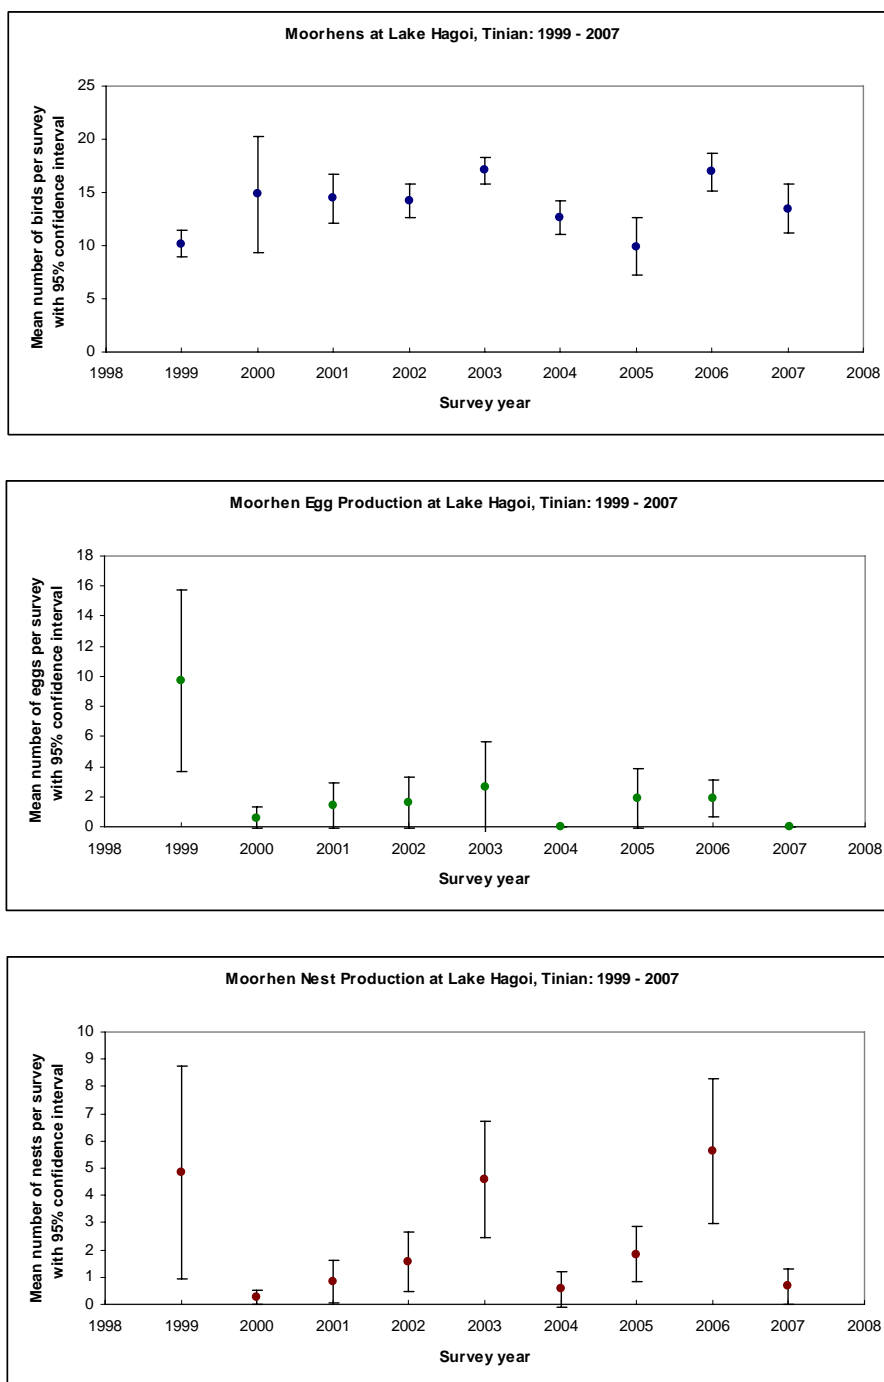 Moorhens at Lake Hagoi, Tinian: 1999 - 2007
Mean number of birds per survey
with 95% confidence interval
25
20
15
10
5
0
1998 1999 2000 2001 2002 2003 2004 2005 2006 2007 2008
Survey year
Moorhen Egg Production at Lake Hagoi, Tinian: 1999 - 2007
Mean number of eggs per survey
with 95% confidence interval
18
16
14
12
10
8
6
4
2
0
1998 1999 2000 2001 2002 2003 2004 2005 2006 2007 2008
Survey year
Moorhen Nest Production at Lake Hagoi, Tinian: 1999 - 2007
Mean number of nests per survey
with 95% confidence interval
10
9
8
7
6
5
4
3
2
1
0
1998 1999 2000 2001 2002 2003 2004 2005 2006 2007 2008
Survey year